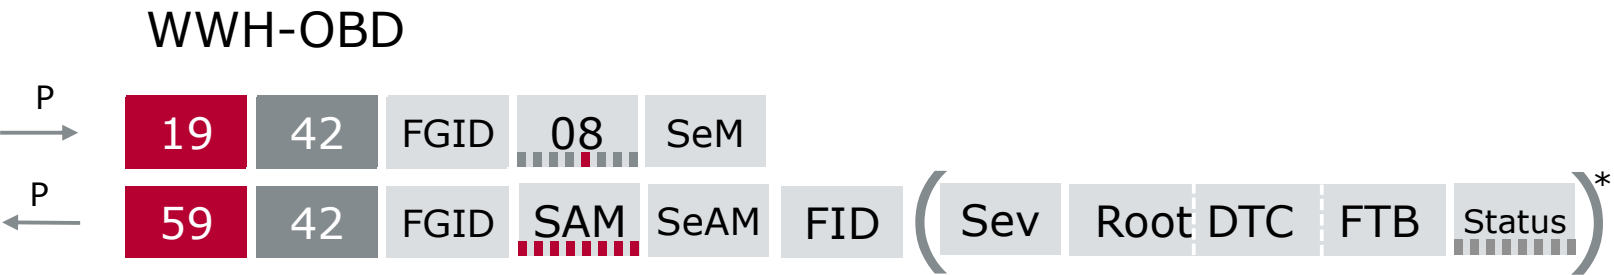 WWH-OBD
P
19 42 FGID 08 SeM
P
59 42 FGID SAM SeAM FID ( Sev Root DTC FTB Status )*